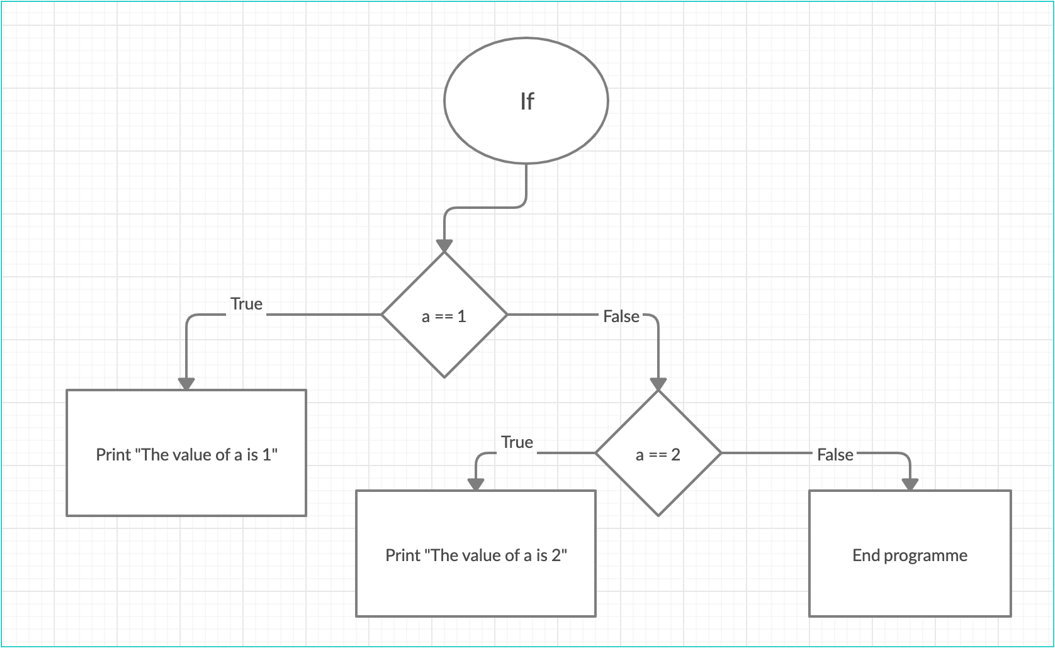 If
a == 1
True
False
Print "The value of a is 1"
a == 2
True
False
Print "The value of a is 2"
End programme